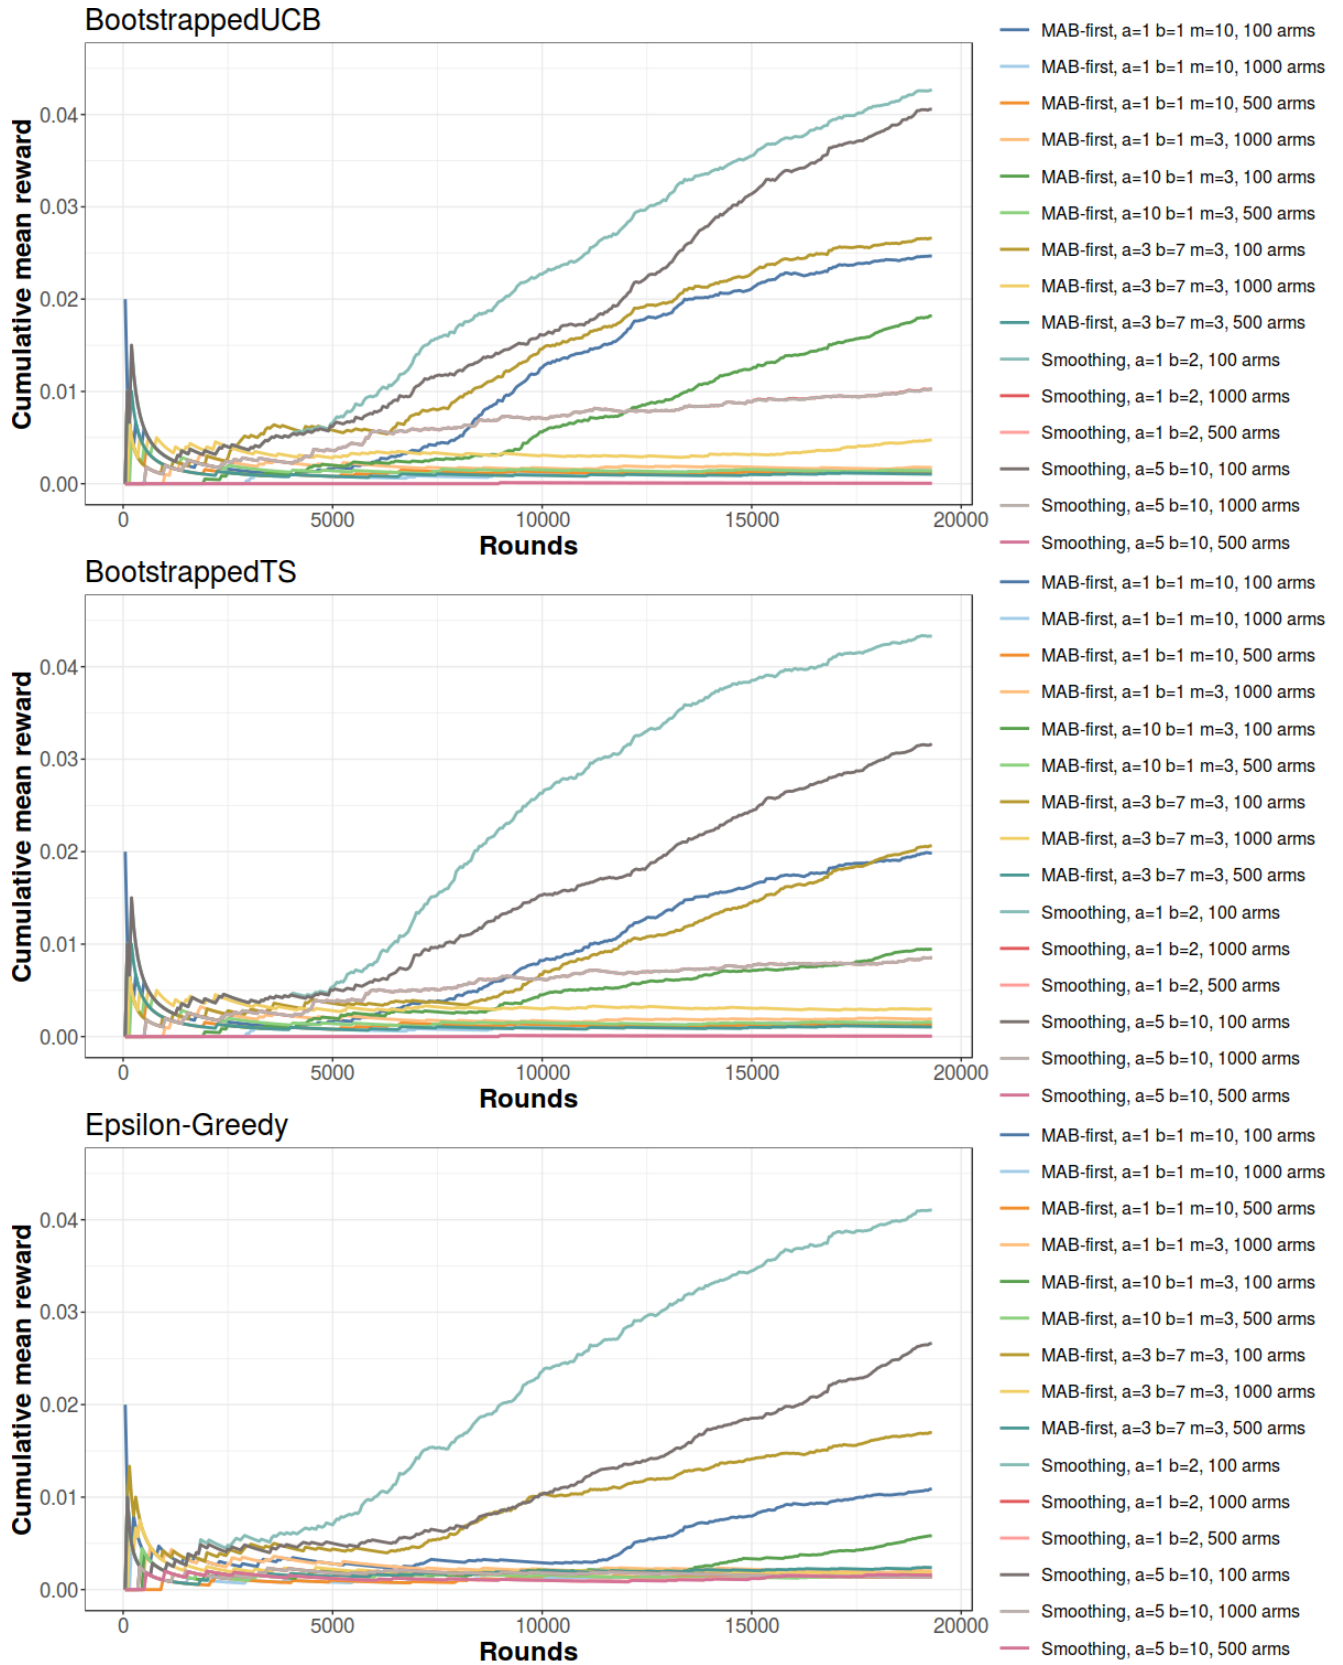 BootstrappedUCB
Cumulative mean reward
0.04
0.03
0.02
0.01
0.00
0
5000
10000
15000
20000
Rounds
MAB-first, a=1 b=1 m=10, 100 arms
MAB-first, a=1 b=1 m=10, 1000 arms
MAB-first, a=1 b=1 m=10, 500 arms
MAB-first, a=1 b=1 m=3, 1000 arms
MAB-first, a=10 b=1 m=3, 100 arms
MAB-first, a=10 b=1 m=3, 500 arms
MAB-first, a=3 b=7 m=3, 100 arms
MAB-first, a=3 b=7 m=3, 1000 arms
MAB-first, a=3 b=7 m=3, 500 arms
Smoothing, a=1 b=2, 100 arms
Smoothing, a=1 b=2, 1000 arms
Smoothing, a=1 b=2, 500 arms
Smoothing, a=5 b=10, 100 arms
Smoothing, a=5 b=10, 1000 arms
Smoothing, a=5 b=10, 500 arms
BootstrappedTS
Cumulative mean reward
0.04
0.03
0.02
0.01
0.00
0
5000
10000
15000
20000
Rounds
MAB-first, a=1 b=1 m=10, 100 arms
MAB-first, a=1 b=1 m=10, 1000 arms
MAB-first, a=1 b=1 m=10, 500 arms
MAB-first, a=1 b=1 m=3, 1000 arms
MAB-first, a=10 b=1 m=3, 100 arms
MAB-first, a=10 b=1 m=3, 500 arms
MAB-first, a=3 b=7 m=3, 100 arms
MAB-first, a=3 b=7 m=3, 1000 arms
MAB-first, a=3 b=7 m=3, 500 arms
Smoothing, a=1 b=2, 100 arms
Smoothing, a=1 b=2, 1000 arms
Smoothing, a=1 b=2, 500 arms
Smoothing, a=5 b=10, 100 arms
Smoothing, a=5 b=10, 1000 arms
Smoothing, a=5 b=10, 500 arms
Epsilon-Greedy
Cumulative mean reward
0.04
0.03
0.02
0.01
0.00
0
5000
10000
15000
20000
Rounds
MAB-first, a=1 b=1 m=10, 100 arms
MAB-first, a=1 b=1 m=10, 1000 arms
MAB-first, a=1 b=1 m=10, 500 arms
MAB-first, a=1 b=1 m=3, 1000 arms
MAB-first, a=10 b=1 m=3, 100 arms
MAB-first, a=10 b=1 m=3, 500 arms
MAB-first, a=3 b=7 m=3, 100 arms
MAB-first, a=3 b=7 m=3, 1000 arms
MAB-first, a=3 b=7 m=3, 500 arms
Smoothing, a=1 b=2, 100 arms
Smoothing, a=1 b=2, 1000 arms
Smoothing, a=1 b=2, 500 arms
Smoothing, a=5 b=10, 100 arms
Smoothing, a=5 b=10, 1000 arms
Smoothing, a=5 b=10, 500 arms